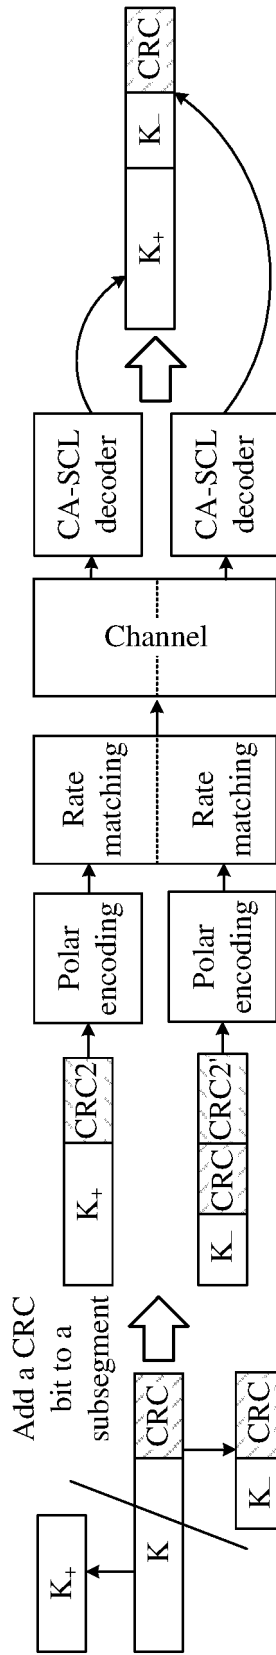 K₊
K
CRC
K₋
CRC
Add a CRC
bit to a
subsegment
K₊
CRC2
K₋
CRC
CRC2'
Polar
encoding
Polar
encoding
Rate
matching
Rate
matching
Channel
CA-SCL
decoder
CA-SCL
decoder
K₊
K₋
CRC